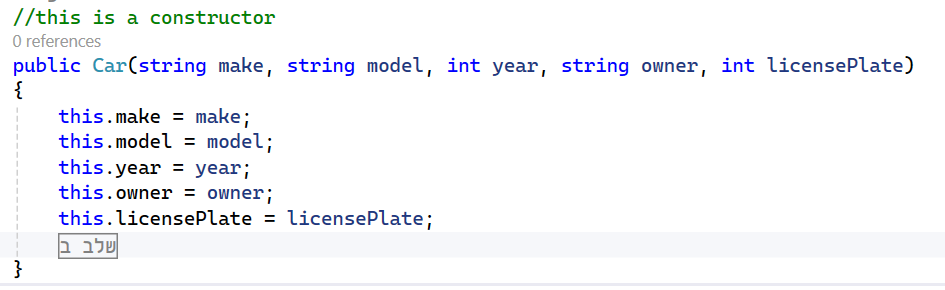 //this is a constructor
0 references
public Car(string make, string model, int year, string owner, int licensePlate)
{
this.make = make;
this.model = model;
this.year = year;
this.owner = owner;
this.licensePlate = licensePlate;
שלב ב
}